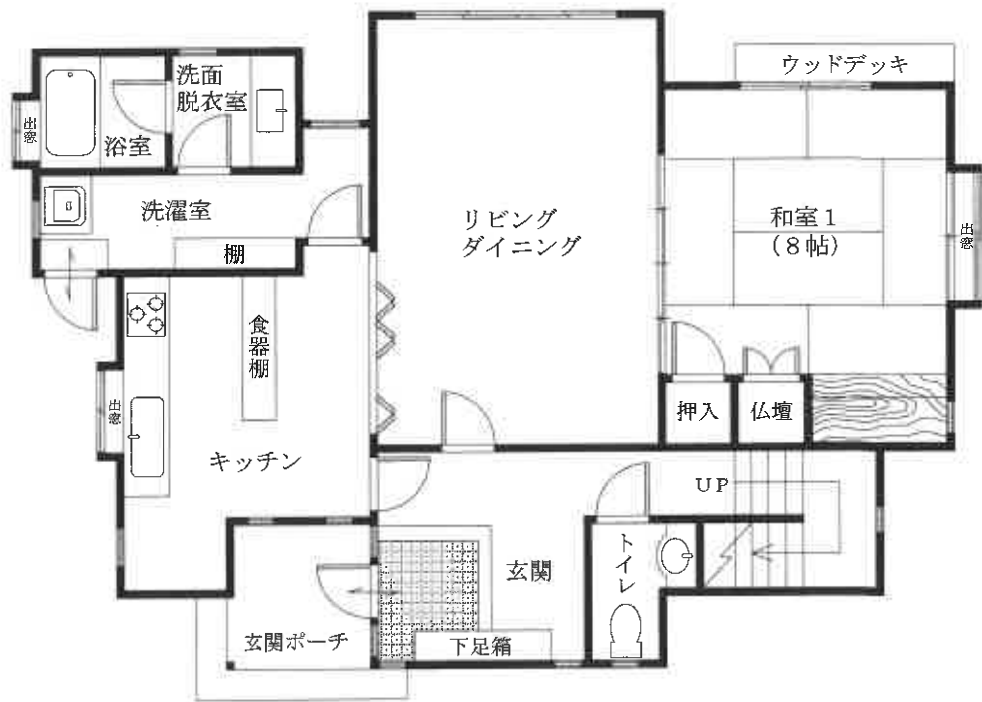 ウッドデッキ
洗面
脱衣室
浴室
出窓
洗濯室
棚
リビング
ダイニング
和室1
(8帖)
出窓
食器棚
出窓
キッチン
押入
仏壇
UP
トイレ
玄関
下足箱
玄関ポーチ